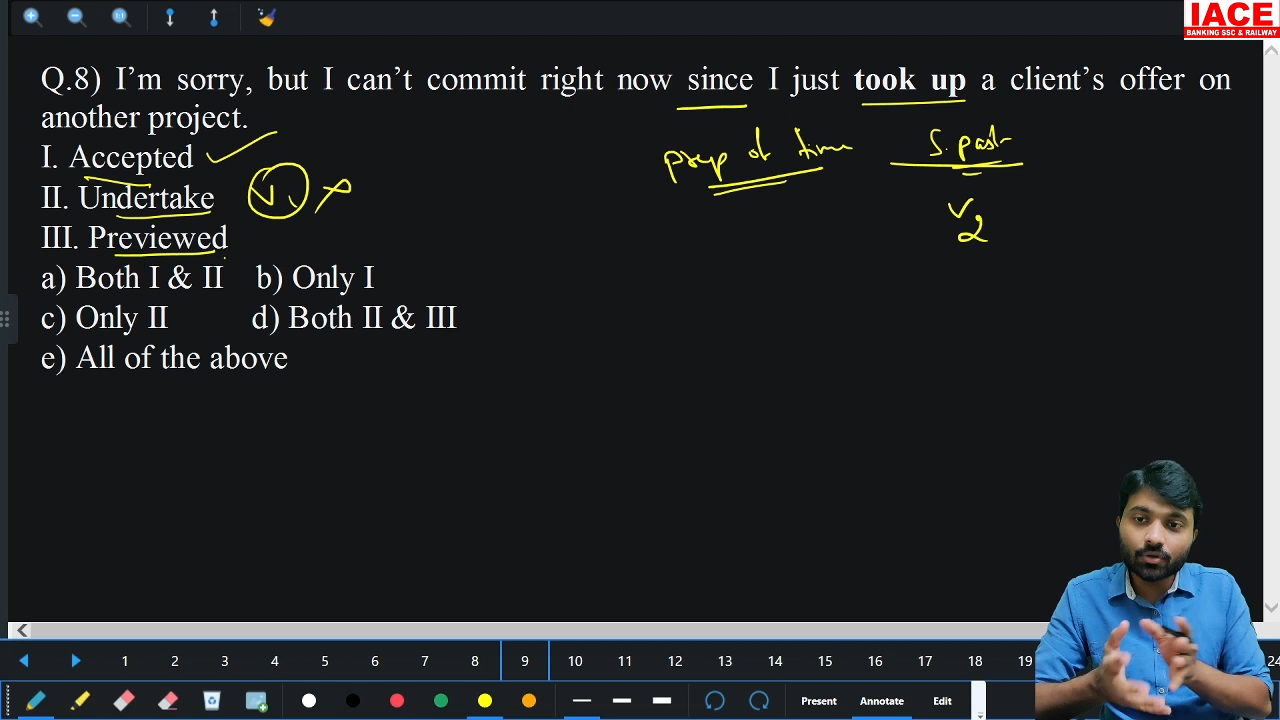 IACE
BANKING SSC & RAILWAY
Q.8) I'm sorry, but I can't commit right now since I just took up a client's offer on
another project.
I. Accepted
II. Undertake
III. Previewed
a) Both I & II b) Only I
c) Only II d) Both II & III
e) All of the above
prep of time
S. past
V2
V1
1 2 3 4 5 6 7 8 9 10 11 12 13 14 15 16 17 18 19 24
Present Annotate Edit